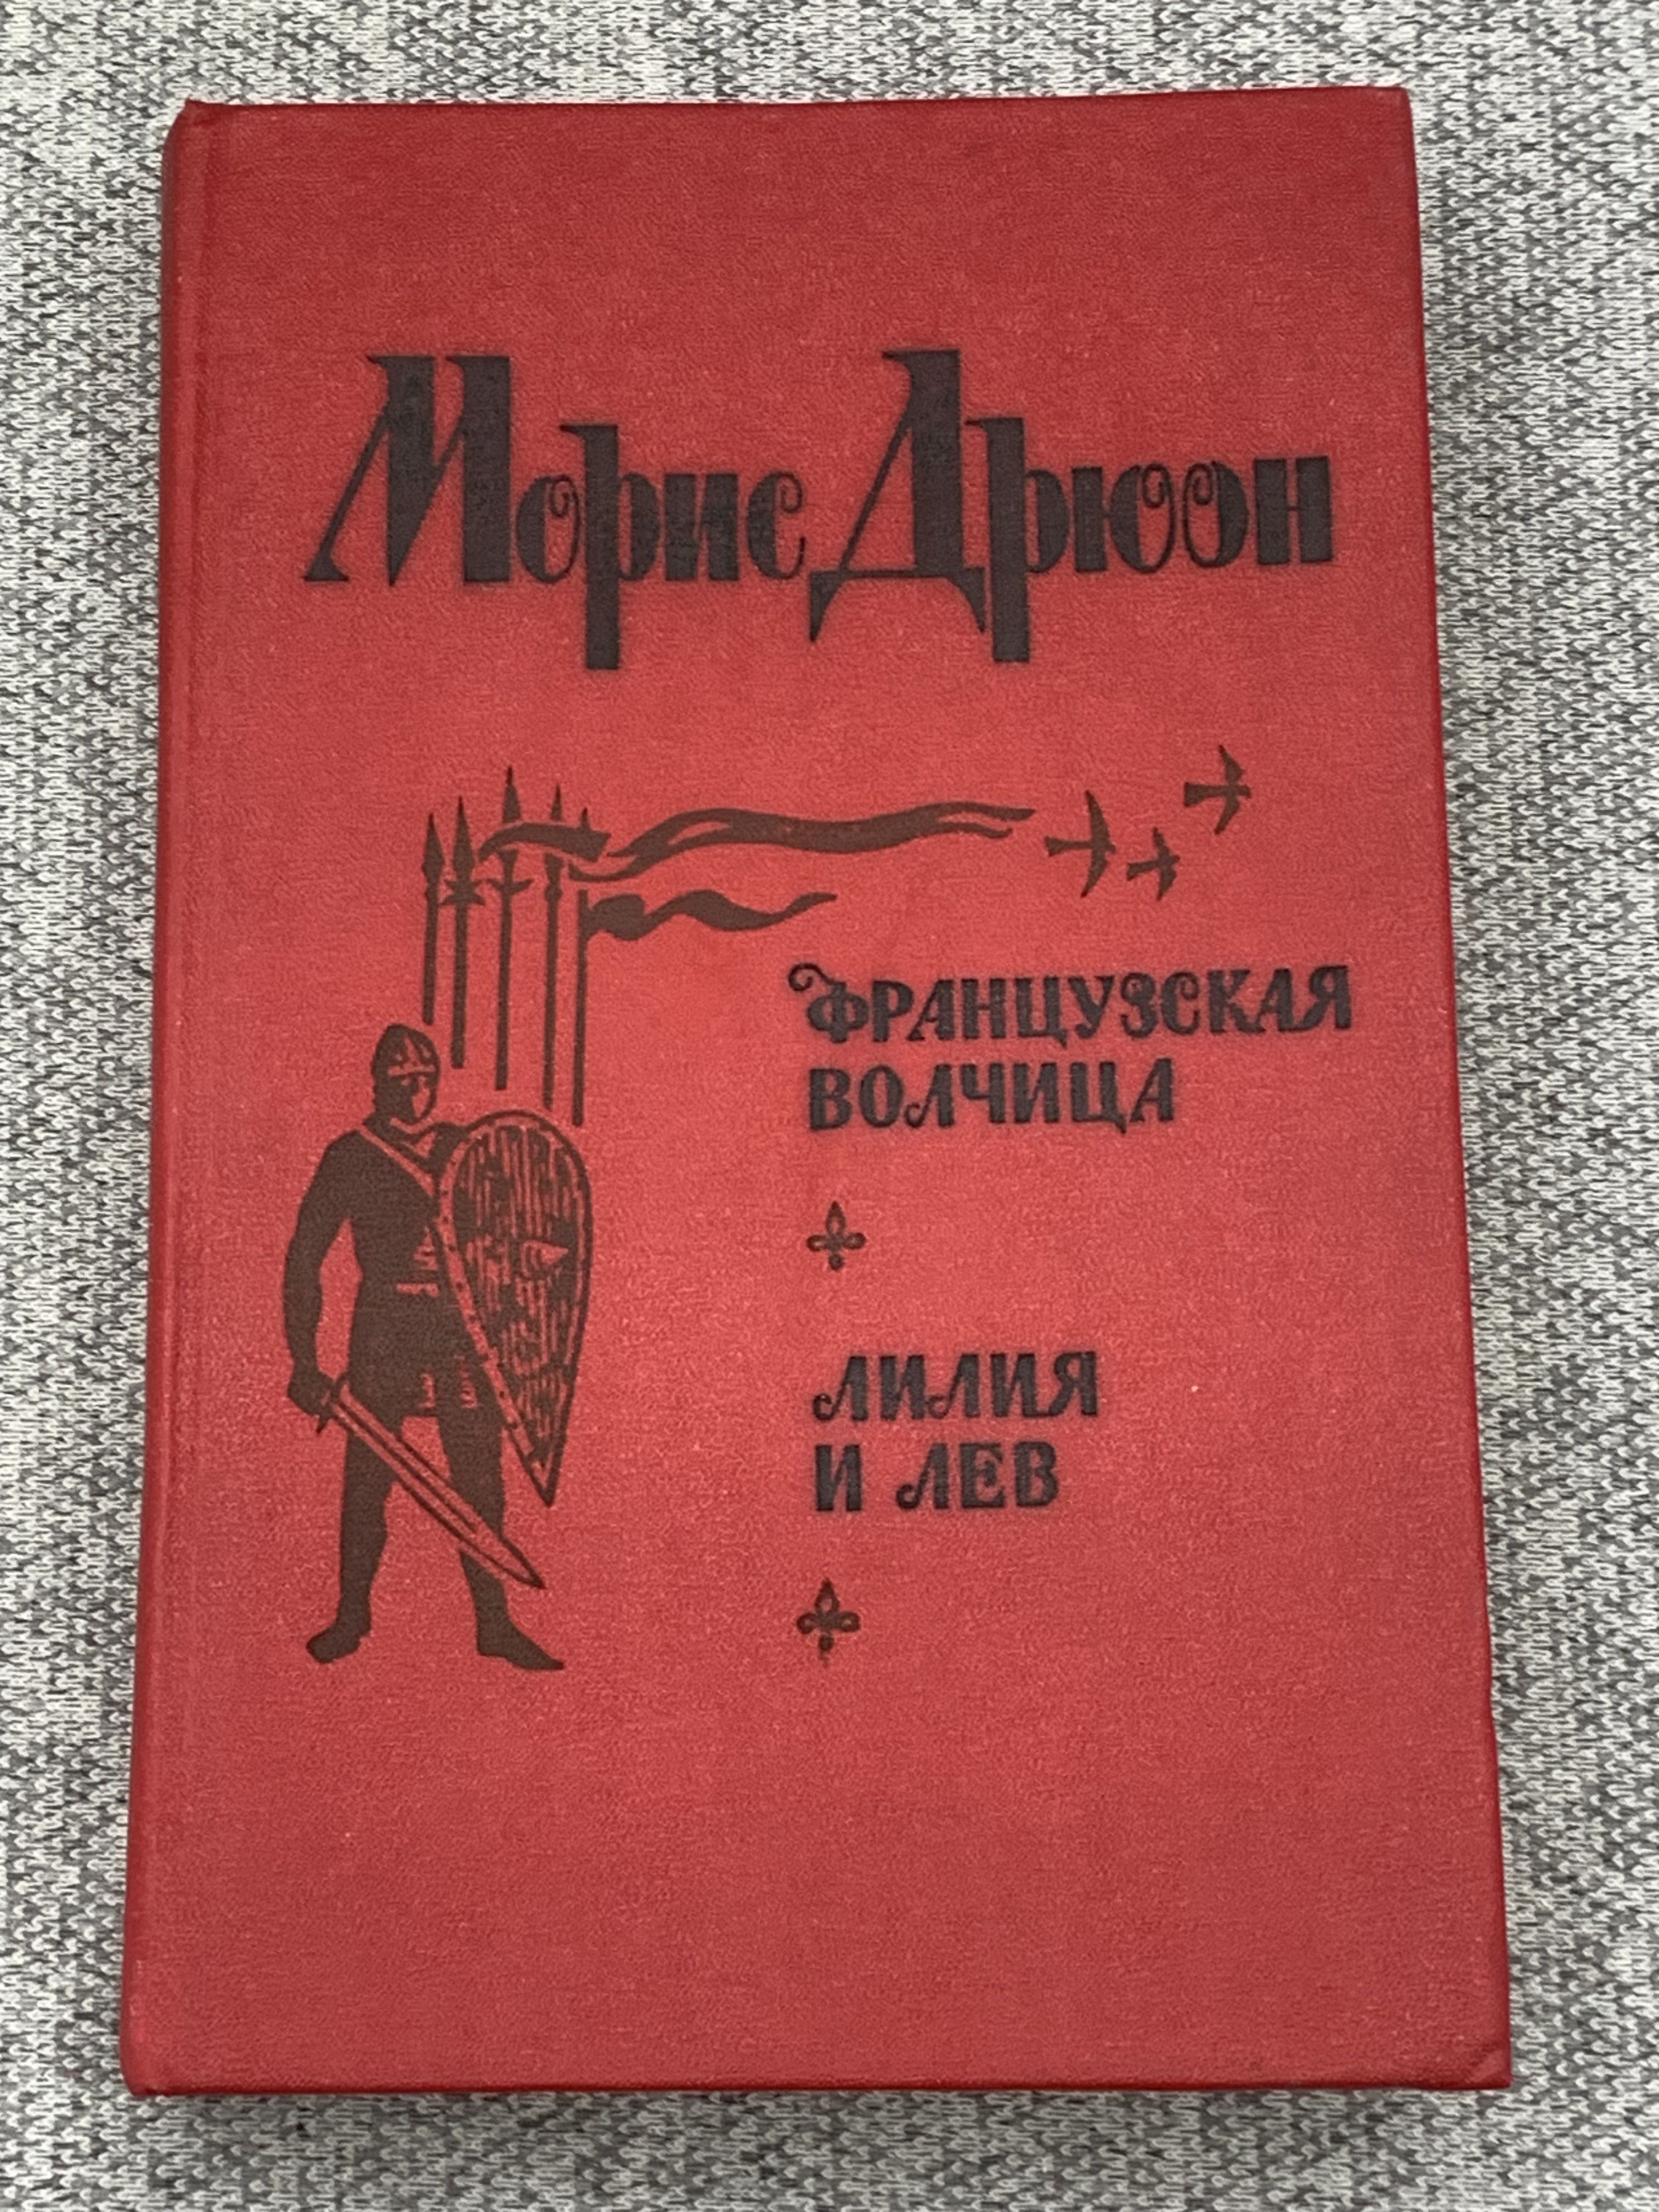 Морис Дрюон
ФРАНЦУЗСКАЯ
ВОЛЧИЦА
ЛИЛИЯ
И ЛЕВ